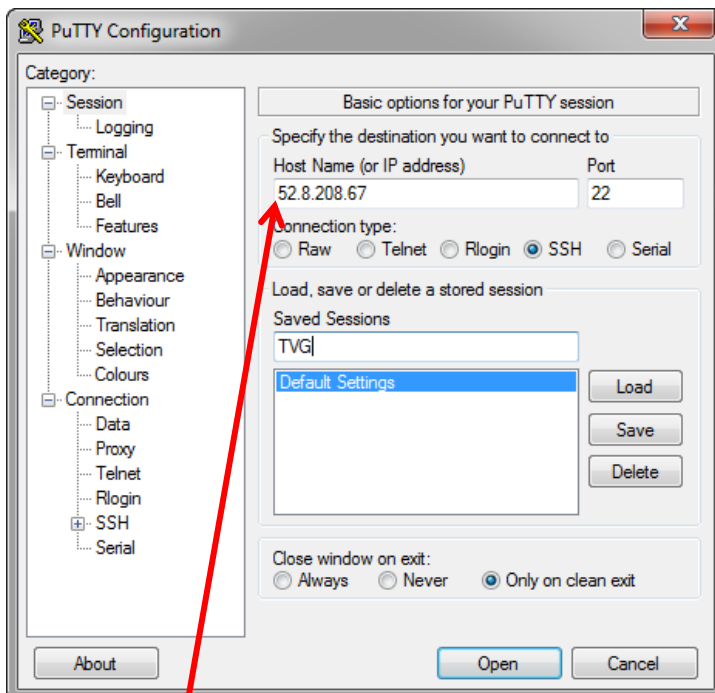 PuTTY Configuration
Category:
Session
Logging
Terminal
Keyboard
Bell
Features
Window
Appearance
Behaviour
Translation
Selection
Colours
Connection
Data
Proxy
Telnet
Rlogin
SSH
Serial
Basic options for your PuTTY session
Specify the destination you want to connect to
Host Name (or IP address) Port
52.8.208.67 22
Connection type:
Raw Telnet Rlogin SSH Serial
Load, save or delete a stored session
Saved Sessions
TVG
Default Settings
Load
Save
Delete
Close window on exit:
Always Never Only on clean exit
About Open Cancel